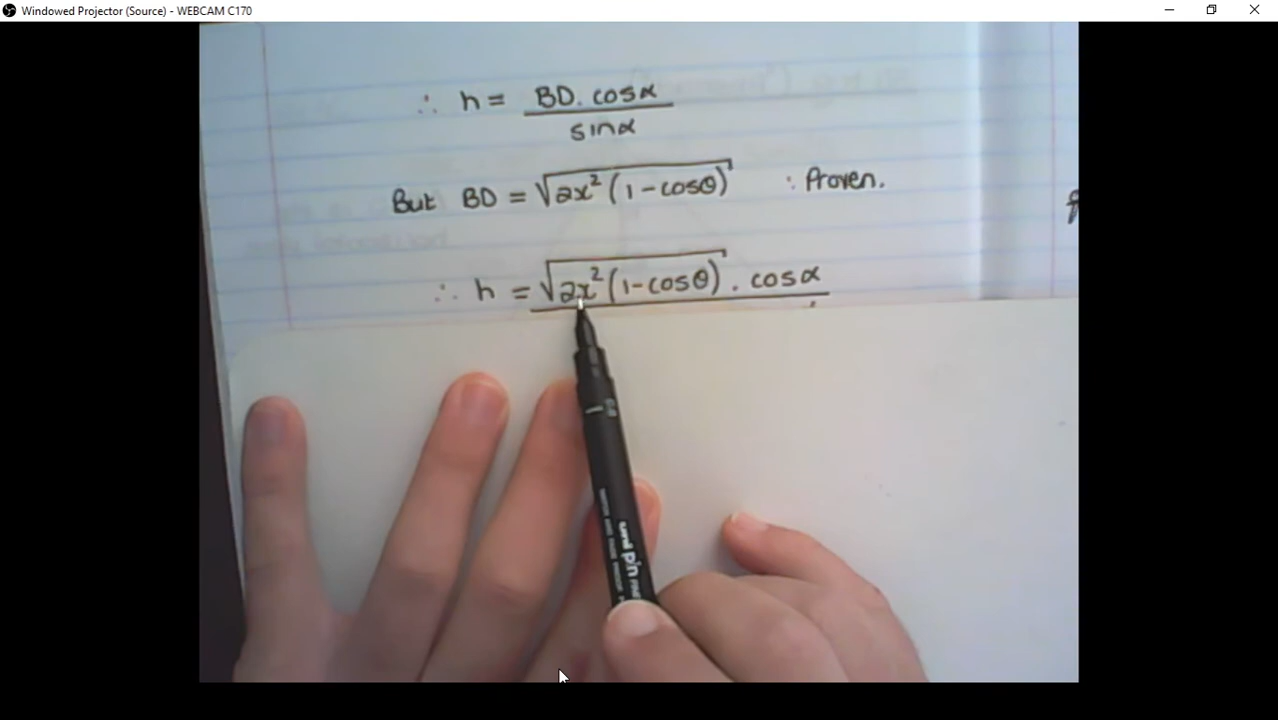 Windowed Projector (Source) - WEBCAM C170
∴ h = BD. cosα
sinα
But BD = √2x²(1-cosθ) : Proven.
∴ h = √2x²(1-cosθ) . cosα
uni pin FINE